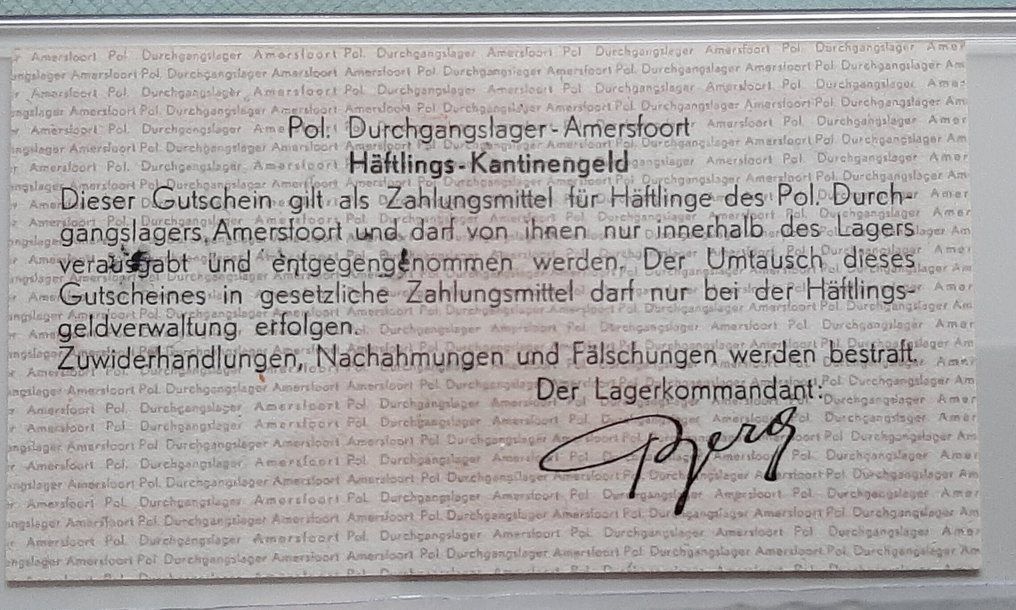 Pol. Durchgangslager-Amersfoort
Häftlings-Kantinengeld
Dieser Gutschein gilt als Zahlungsmittel für Häftlinge des Pol. Durch-
gangslagers Amersfoort und darf von ihnen nur innerhalb des Lagers
verausgabt und entgegengenommen werden. Der Umtausch dieses
Gutscheines in gesetzliche Zahlungsmittel darf nur bei der Häftlings-
geldverwaltung erfolgen.
Zuwiderhandlungen, Nachahmungen und Fälschungen werden bestraft.
Der Lagerkommandant:
Berg